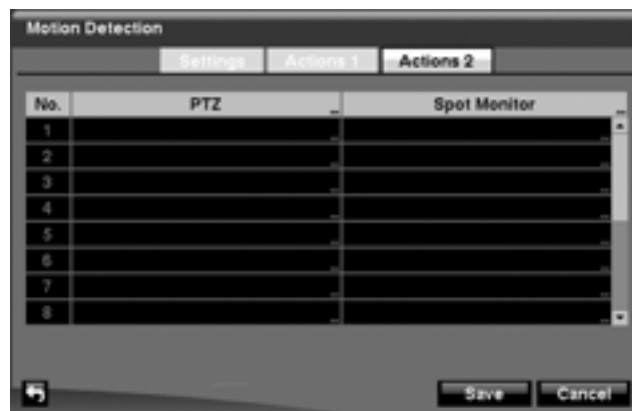 Motion Detection
Settings Actions 1 Actions 2
No. PTZ Spot Monitor
1
2
3
4
5
6
7
8
Save Cancel